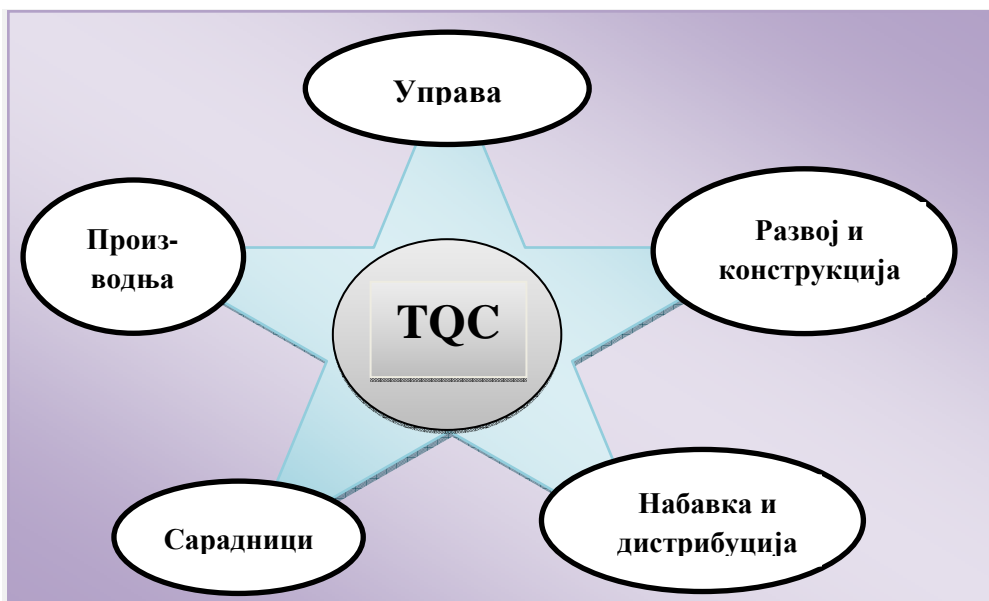 Управа
Произ-
водња
Развој и
конструкција
TQC
Сарадници
Набавка и
дистрибуција